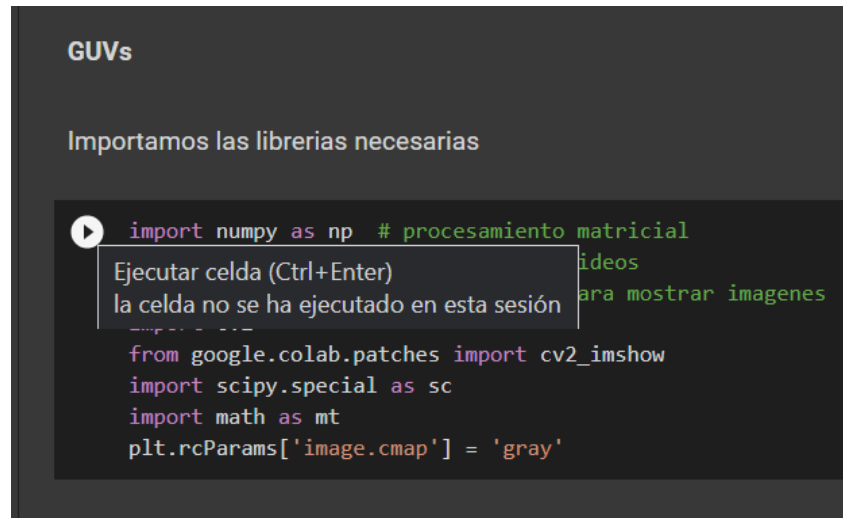 GUVs
Importamos las librerias necesarias
import numpy as np # procesamiento matricial
ideos
Ejecutar celda (Ctrl+Enter)
la celda no se ha ejecutado en esta sesión
ara mostrar imagenes
from google.colab.patches import cv2_imshow
import scipy.special as sc
import math as mt
plt.rcParams['image.cmap'] = 'gray'